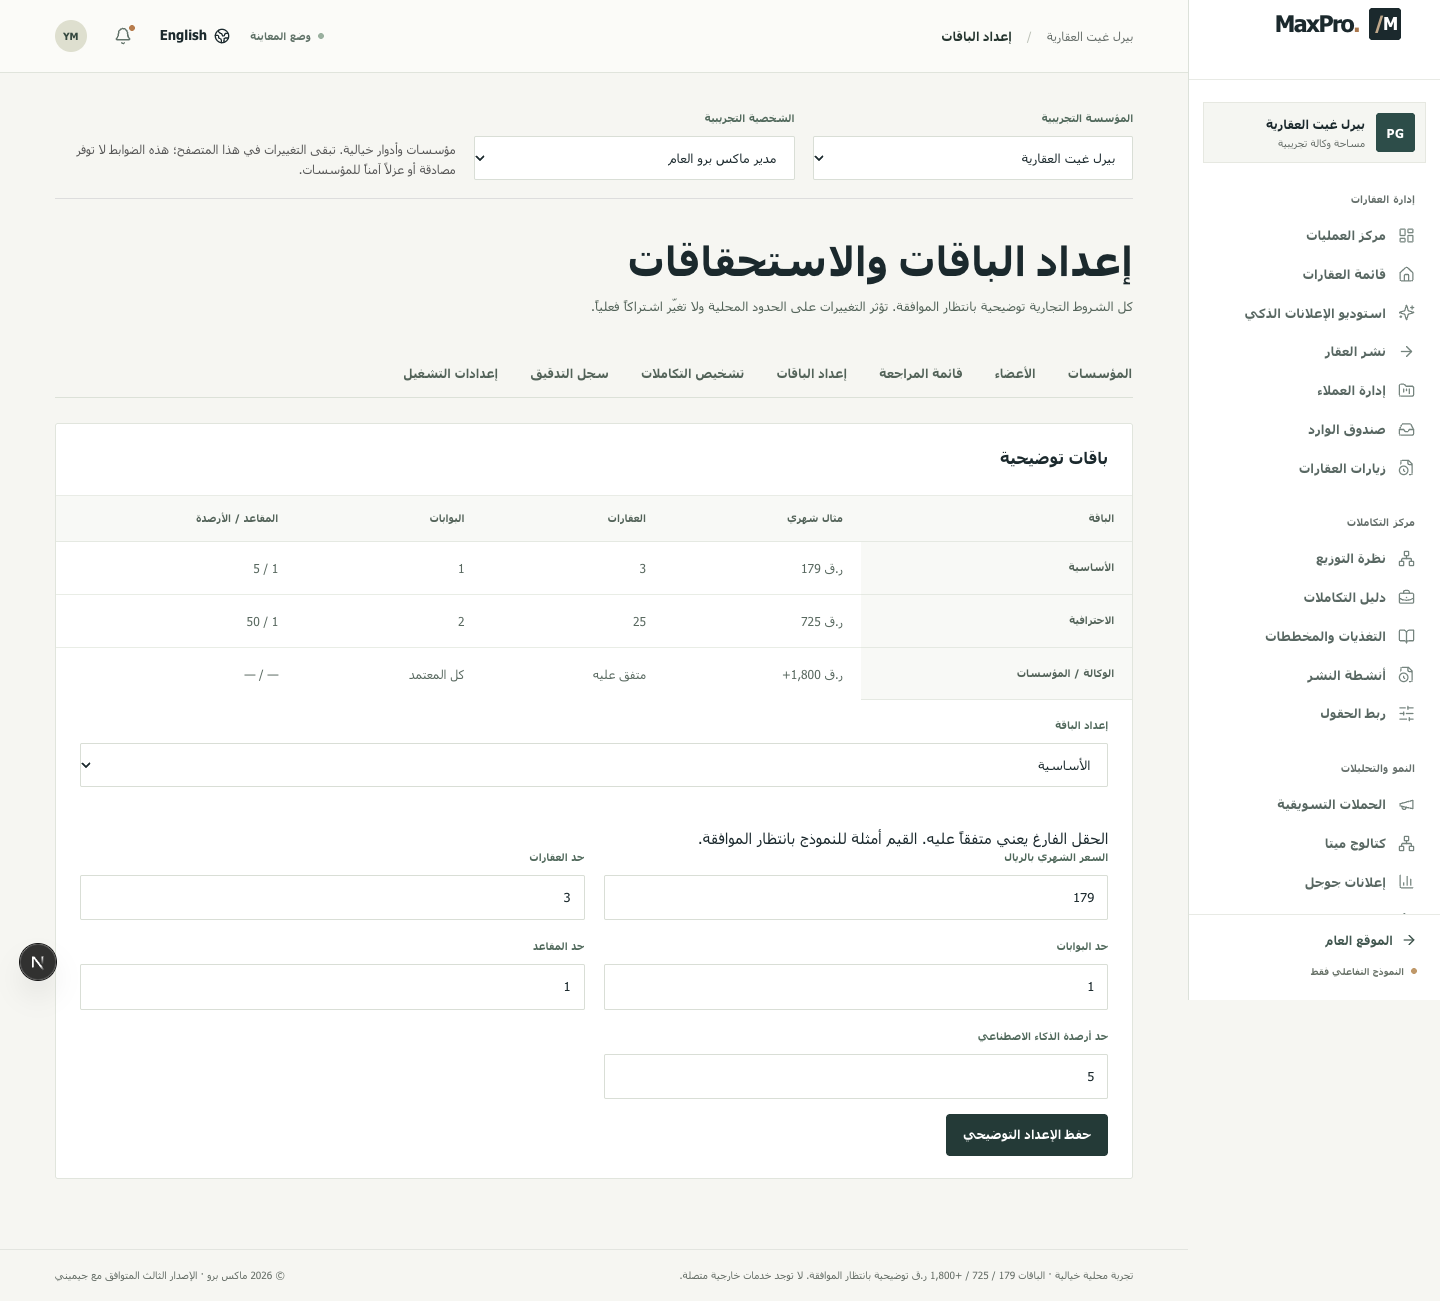 MaxPro.
/M
بيرل غيت العقارية / إعداد الباقات
وضع المعاينة
English
YM
PG
بيرل غيت العقارية
مساحة وكالة تجريبية
إدارة العقارات
مركز العمليات
قائمة العقارات
استوديو الإعلانات الذكي
نشر العقار
إدارة العملاء
صندوق الوارد
زيارات العقارات
مركز التكاملات
نظرة التوزيع
دليل التكاملات
التغذيات والمخططات
أنشطة النشر
ربط الحقول
النمو والتحليلات
الحملات التسويقية
كتالوج ميتا
إعلانات جوجل
الموقع العام
النموذج التفاعلي فقط
المؤسسة التجريبية
بيرل غيت العقارية
الشخصية التجريبية
مدير ماكس برو العام
مؤسسات وأدوار خيالية. تبقى التغييرات في هذا المتصفح؛ هذه الضوابط لا توفر
مصادقة أو عزلاً آمناً للمؤسسات.
إعداد الباقات والاستحقاقات
كل الشروط التجارية توضيحية بانتظار الموافقة. تؤثر التغييرات على الحدود المحلية ولا تغيّر اشتراكاً فعلياً.
المؤسسات الأعضاء قائمة المراجعة إعداد الباقات تشخيص التكاملات سجل التدقيق إعدادات التشغيل
باقات توضيحية
الباقة مثال شهري العقارات البوابات المقاعد / الأرصدة
الأساسية ر.ق 179 3 1 1 / 5
الاحترافية ر.ق 725 25 2 1 / 50
الوكالة / المؤسسات ر.ق 1,800+ متفق عليه كل المعتمد — / —
إعداد الباقة
الأساسية
الحقل الفارغ يعني متفقاً عليه. القيم أمثلة للنموذج بانتظار الموافقة.
السعر الشهري بالريال حد العقارات
179 3
حد البوابات حد المقاعد
1 1
حد أرصدة الذكاء الاصطناعي
5
حفظ الإعداد التوضيحي
تجربة محلية خيالية · الباقات 179 / 725 / 1,800+ ر.ق توضيحية بانتظار الموافقة. لا توجد خدمات خارجية متصلة.
© 2026 ماكس برو · الإصدار الثالث المتوافق مع جيميني